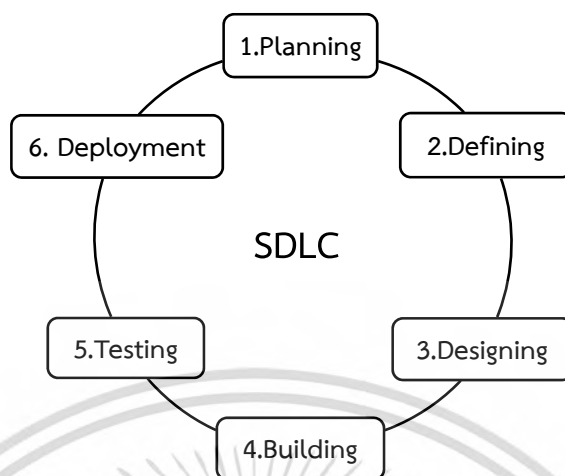 1.Planning
2.Defining
3.Designing
4.Building
5.Testing
6. Deployment
SDLC